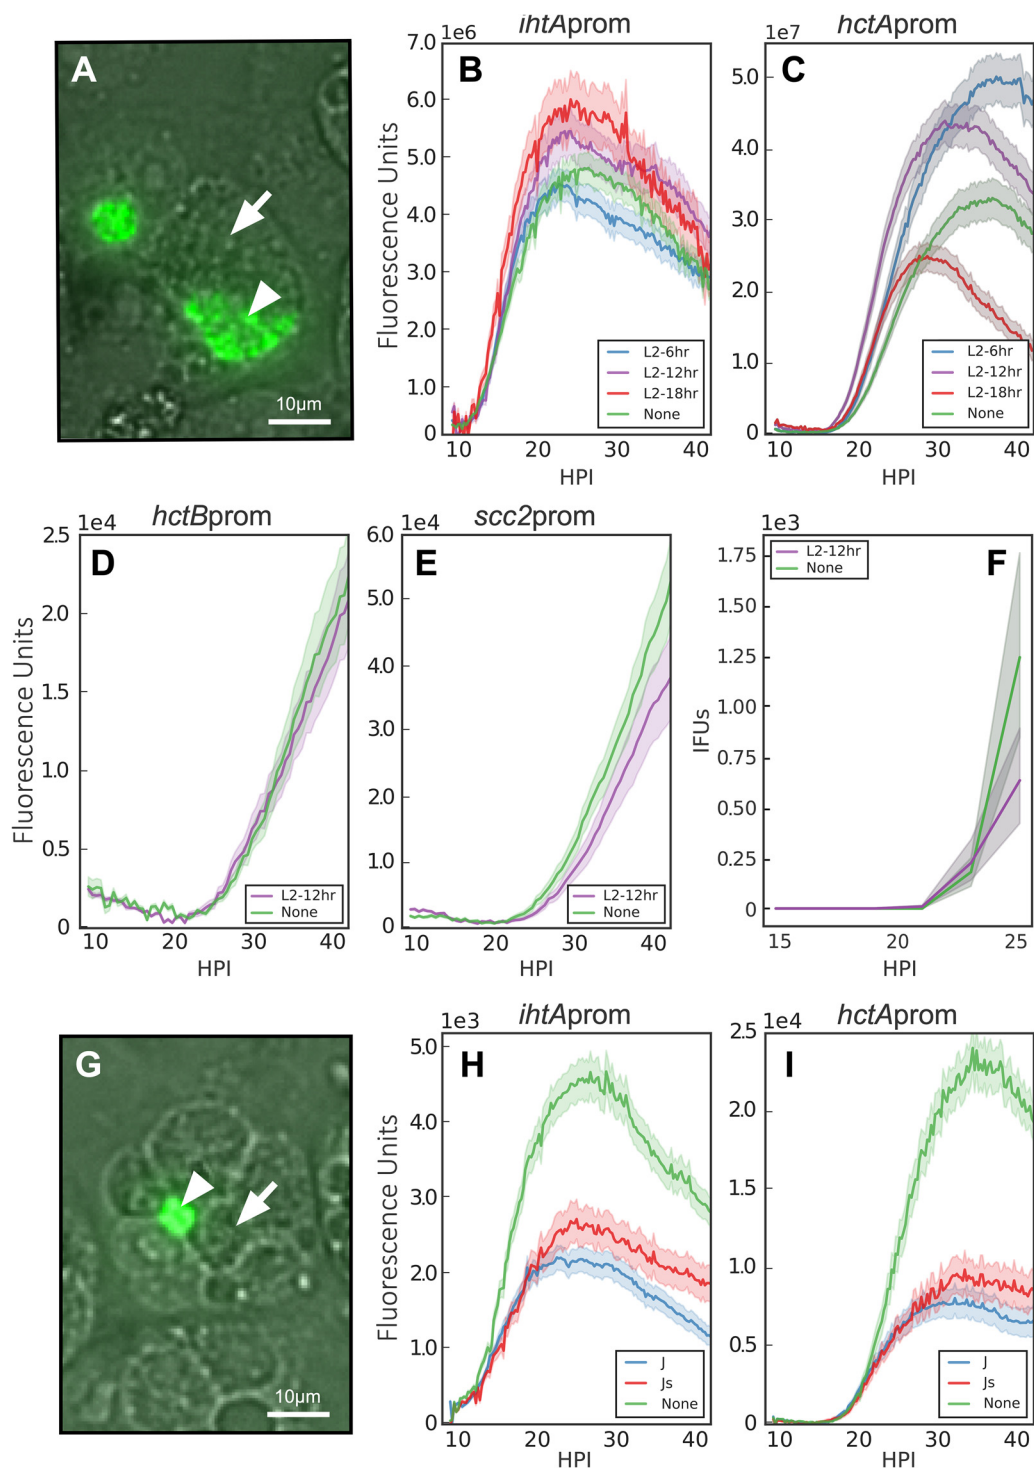 A
10µm
ihtAprom
1e6
B
7.0
6.0
5.0
4.0
3.0
2.0
1.0
0
Fluorescence Units
L2-6hr
L2-12hr
L2-18hr
None
10 20 30 40
HPI
hctAprom
1e7
C
5.0
4.0
3.0
2.0
1.0
0
L2-6hr
L2-12hr
L2-18hr
None
10 20 30 40
HPI
hctBprom
1e4
D
2.5
2.0
1.5
1.0
0.5
0
Fluorescence Units
L2-12hr
None
10 20 30 40
HPI
scc2prom
1e4
E
6.0
5.0
4.0
3.0
2.0
1.0
0
L2-12hr
None
10 20 30 40
HPI
1e3
L2-12hr
None
F
1.75
1.50
1.25
1.00
0.75
0.50
0.25
0
IFUs
15 20 25
HPI
G
10µm
ihtAprom
1e3
H
5.0
4.0
3.0
2.0
1.0
0
Fluorescence Units
J
Js
None
10 20 30 40
HPI
hctAprom
1e4
I
2.5
2.0
1.5
1.0
0.5
0
J
Js
None
10 20 30 40
HPI